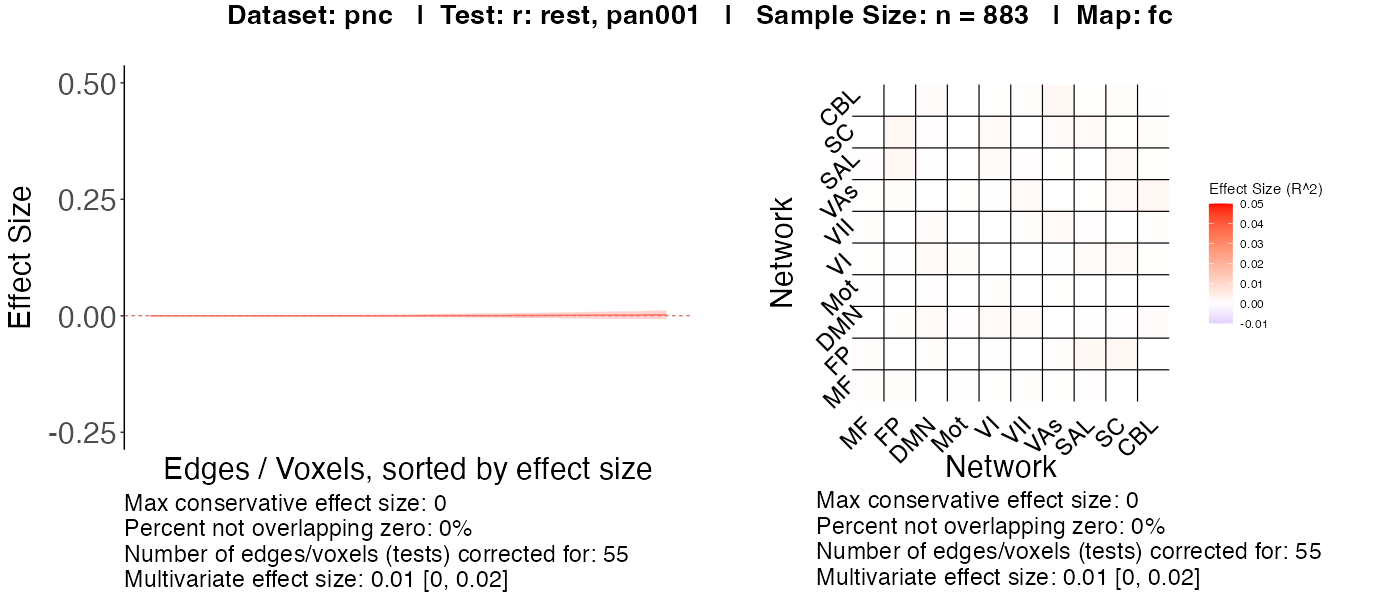 Dataset: pnc | Test: r: rest, pan001 | Sample Size: n = 883 | Map: fc
Effect Size
0.50
0.25
0.00
-0.25
Edges / Voxels, sorted by effect size
Max conservative effect size: 0
Percent not overlapping zero: 0%
Number of edges/voxels (tests) corrected for: 55
Multivariate effect size: 0.01 [0, 0.02]
Network
CBL
SC
SAL
VAs
VII
VI
Mot
DMN
FP
MF
MF
FP
DMN
Mot
VI
VII
VAs
SAL
SC
CBL
Network
Effect Size (R^2)
0.05
0.04
0.03
0.02
0.01
0.00
-0.01
Max conservative effect size: 0
Percent not overlapping zero: 0%
Number of edges/voxels (tests) corrected for: 55
Multivariate effect size: 0.01 [0, 0.02]